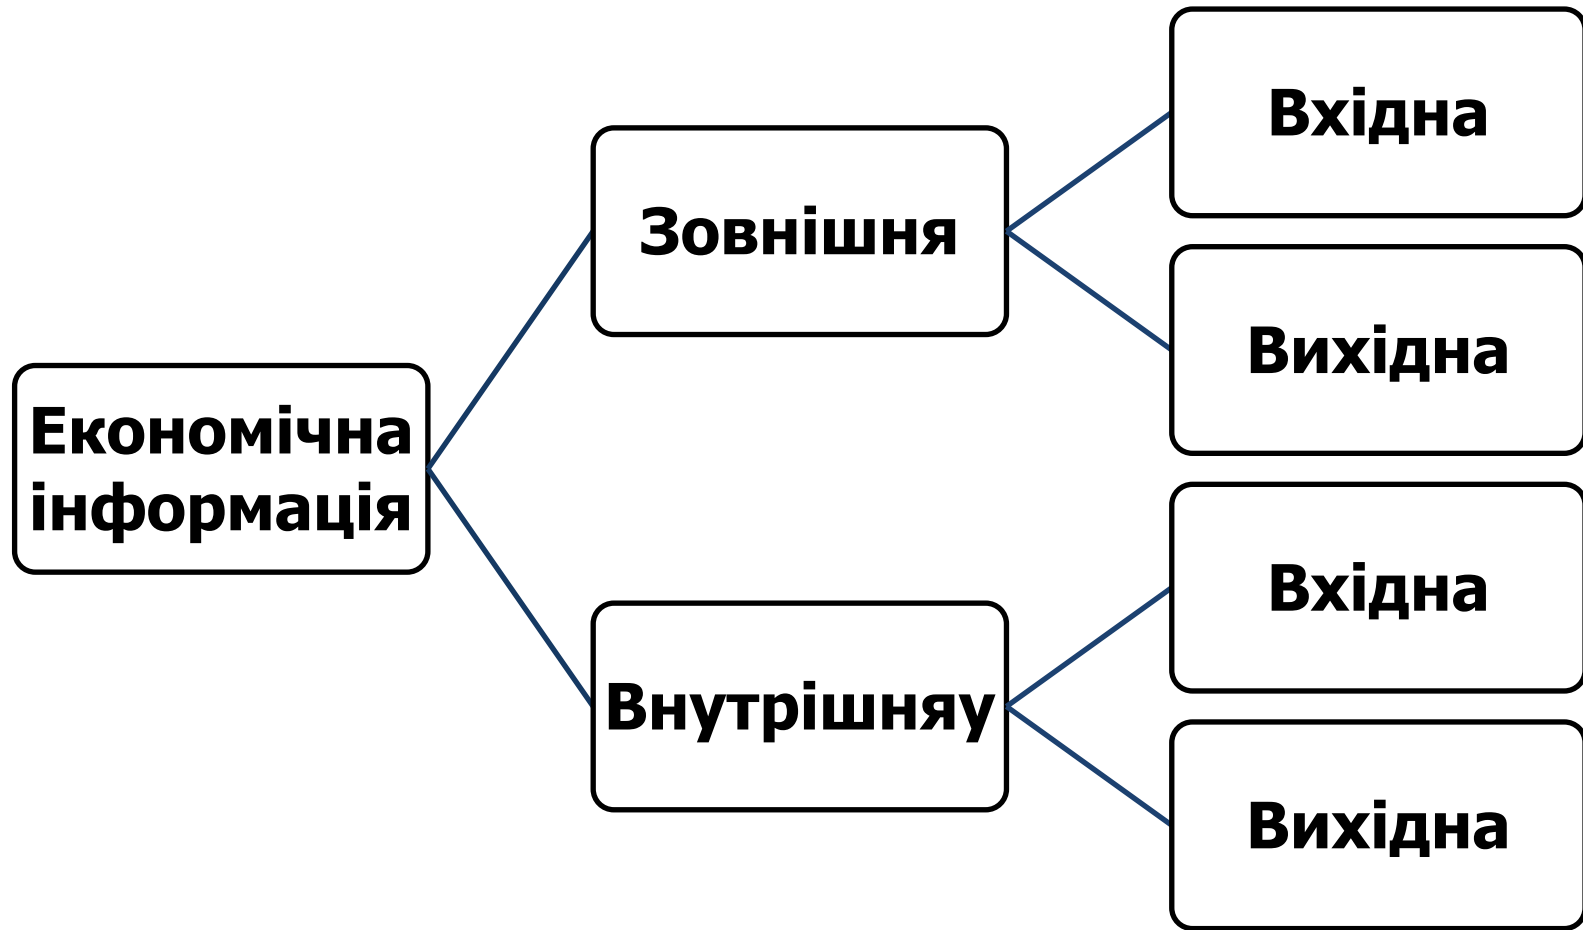 Економічна
інформація
Зовнішня
Вхідна
Вихідна
Внутрішняу
Вхідна
Вихідна